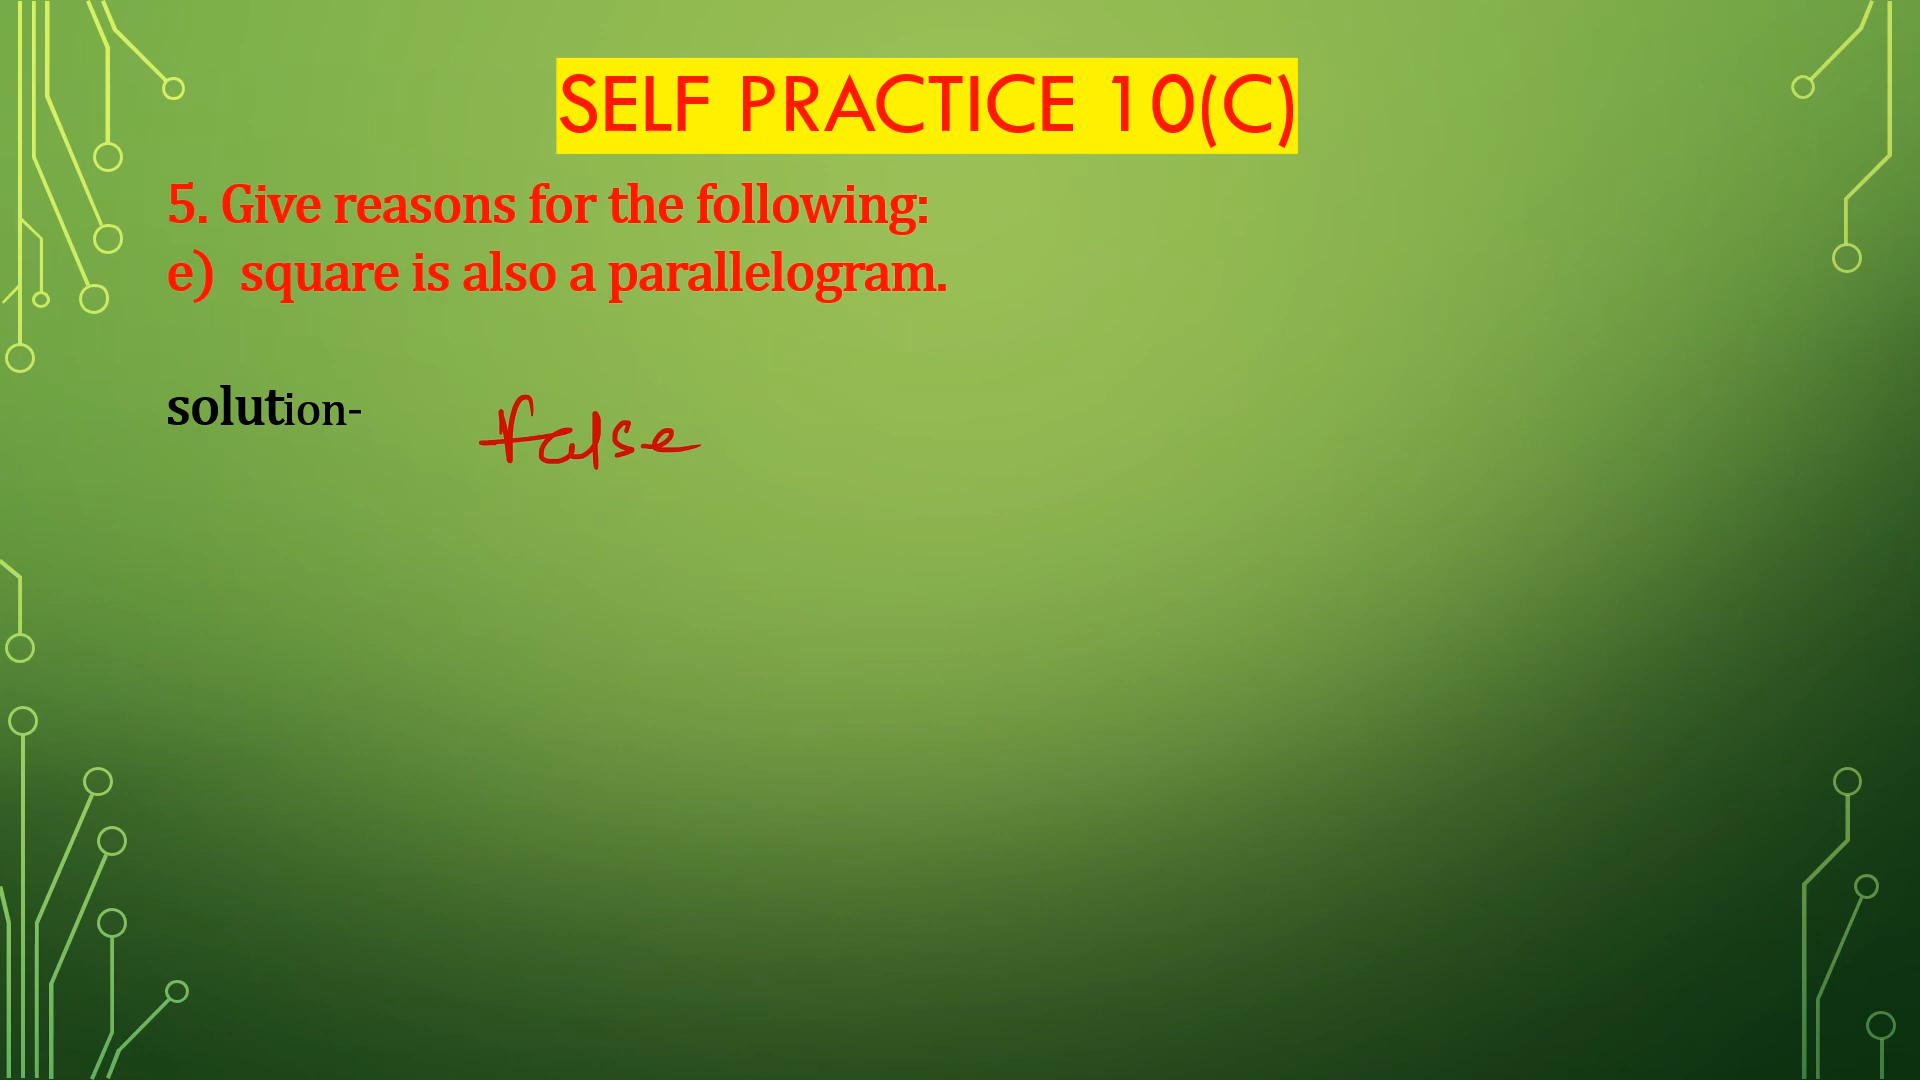 SELF PRACTICE 10(C)
5. Give reasons for the following:
e) square is also a parallelogram.
solution- false